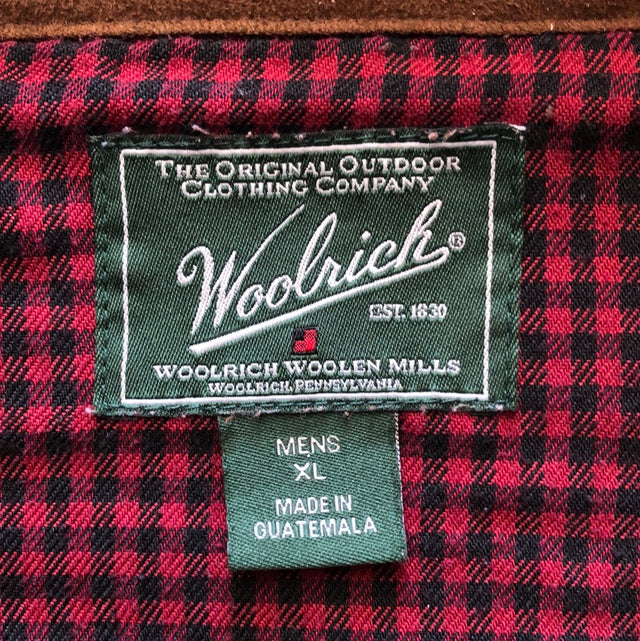 THE ORIGINAL OUTDOOR
CLOTHING COMPANY
Woolrich®
EST. 1830
WOOLRICH WOOLEN MILLS
WOOLRICH, PENNSYLVANIA
MENS
XL
MADE IN
GUATEMALA